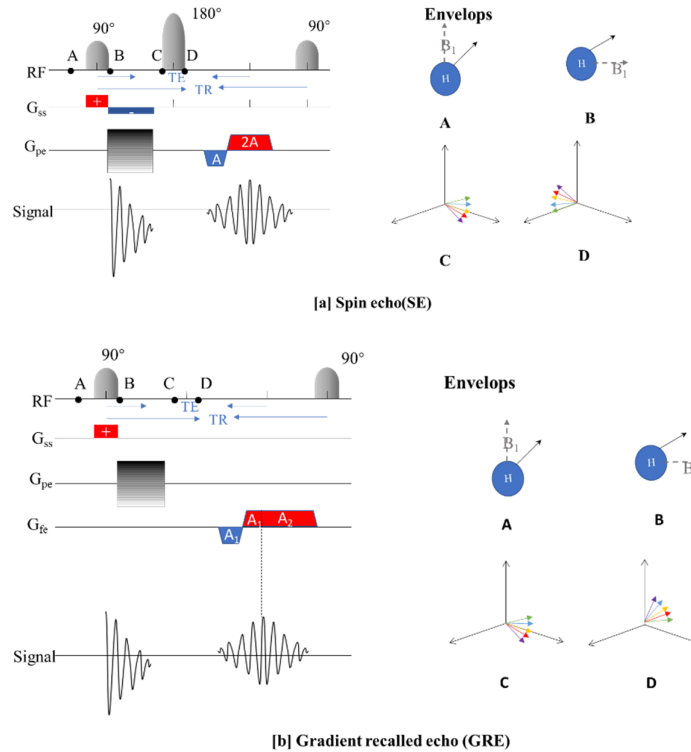 180°
90°
90°
A
B
C
D
RF
TE
TR
+
-
Gss
Gpe
A
2A
Signal
Envelops
B1
H
A
H
B1
B
C
D
[a] Spin echo(SE)
90°
90°
A
B
C
D
RF
TE
TR
+
Gss
Gpe
Gfe
A1
A1
A2
Signal
Envelops
B1
H
A
H
B
B
C
D
[b] Gradient recalled echo (GRE)